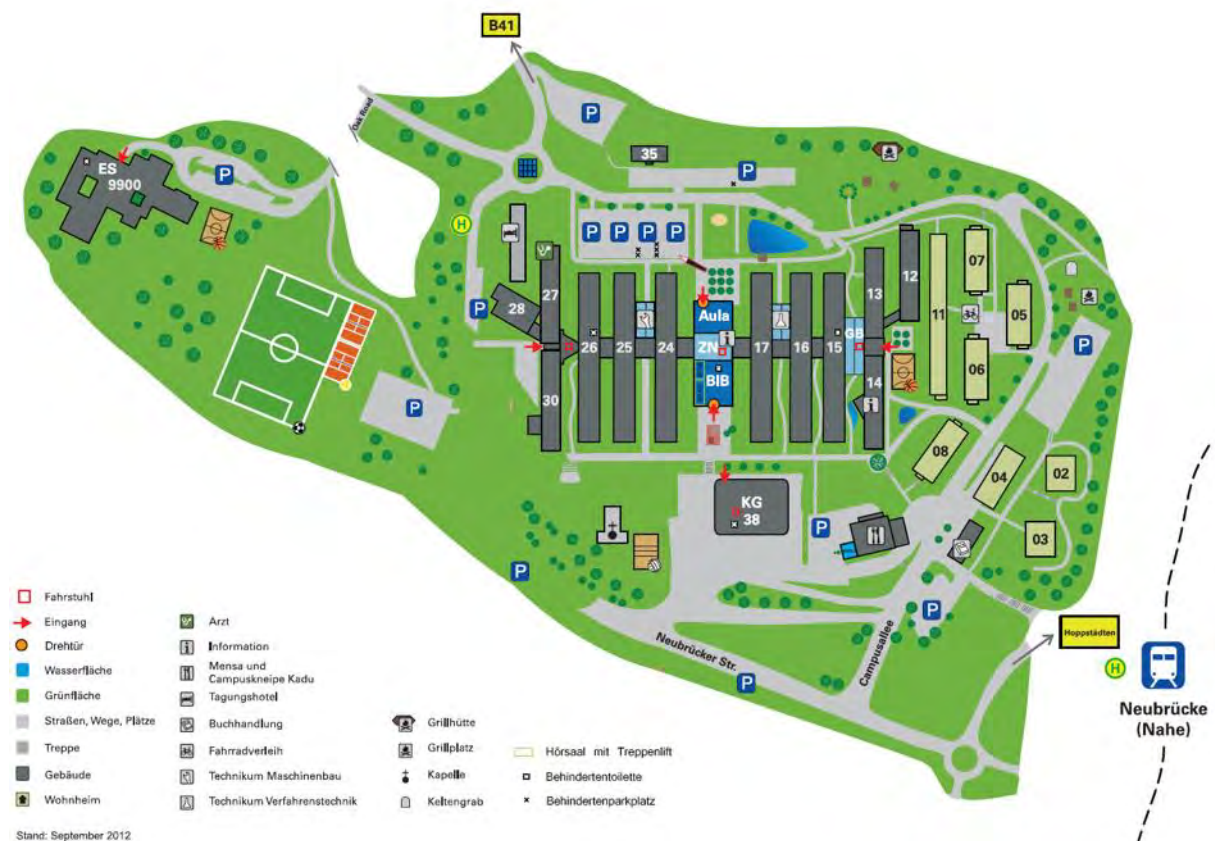 B41
Oak Road
P
35
P
ES
9900
P
H
P
P
P
P
12
07
27
13
28
P
Aula
11
05
GB
26
25
24
ZN
17
16
15
P
BIB
06
P
30
14
08
04
02
KG
38
P
03
P
P
Neubrücker Str.
P
Campusallee
Hoppstädten
H
Neubrücke
(Nahe)
Fahrstuhl
Eingang
Drehtür
Wasserfläche
Grünfläche
Straßen, Wege, Plätze
Treppe
Gebäude
Wohnheim
Arzt
Information
Mensa und
Campuskneipe Kadu
Tagungshotel
Buchhandlung
Fahrradverleih
Technikum Maschinenbau
Technikum Verfahrenstechnik
Grillhütte
Grillplatz
Kapelle
Keltengrab
Hörsaal mit Treppenlift
Behindertentoilette
Behindertenparkplatz
Stand: September 2012